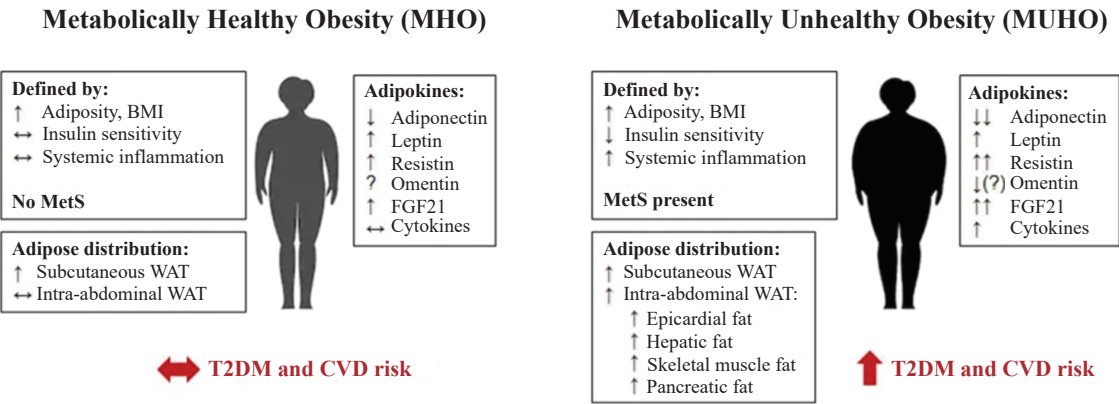 Metabolically Healthy Obesity (MHO)
Defined by:
↑ Adiposity, BMI
↔ Insulin sensitivity
↔ Systemic inflammation
No MetS
Adipokines:
↓ Adiponectin
↑ Leptin
↑ Resistin
? Omentin
↑ FGF21
↔ Cytokines
Adipose distribution:
↑ Subcutaneous WAT
↔ Intra-abdominal WAT
T2DM and CVD risk
Metabolically Unhealthy Obesity (MUHO)
Defined by:
↑ Adiposity, BMI
↓ Insulin sensitivity
↑ Systemic inflammation
MetS present
Adipokines:
↓↓ Adiponectin
↑ Leptin
↑↑ Resistin
↓(?) Omentin
↑↑ FGF21
↑ Cytokines
Adipose distribution:
↑ Subcutaneous WAT
↑ Intra-abdominal WAT:
↑ Epicardial fat
↑ Hepatic fat
↑ Skeletal muscle fat
↑ Pancreatic fat
T2DM and CVD risk